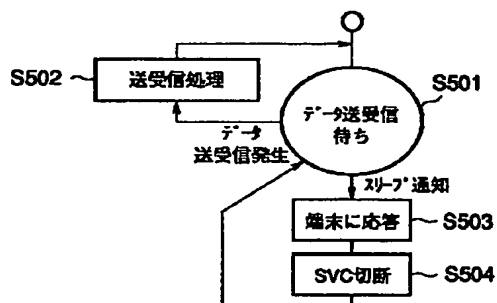 S502
送受信処理
S501
データ送受信
待ち
データ
送受信発生
スリープ通知
端末に応答
S503
SVC切断
S504